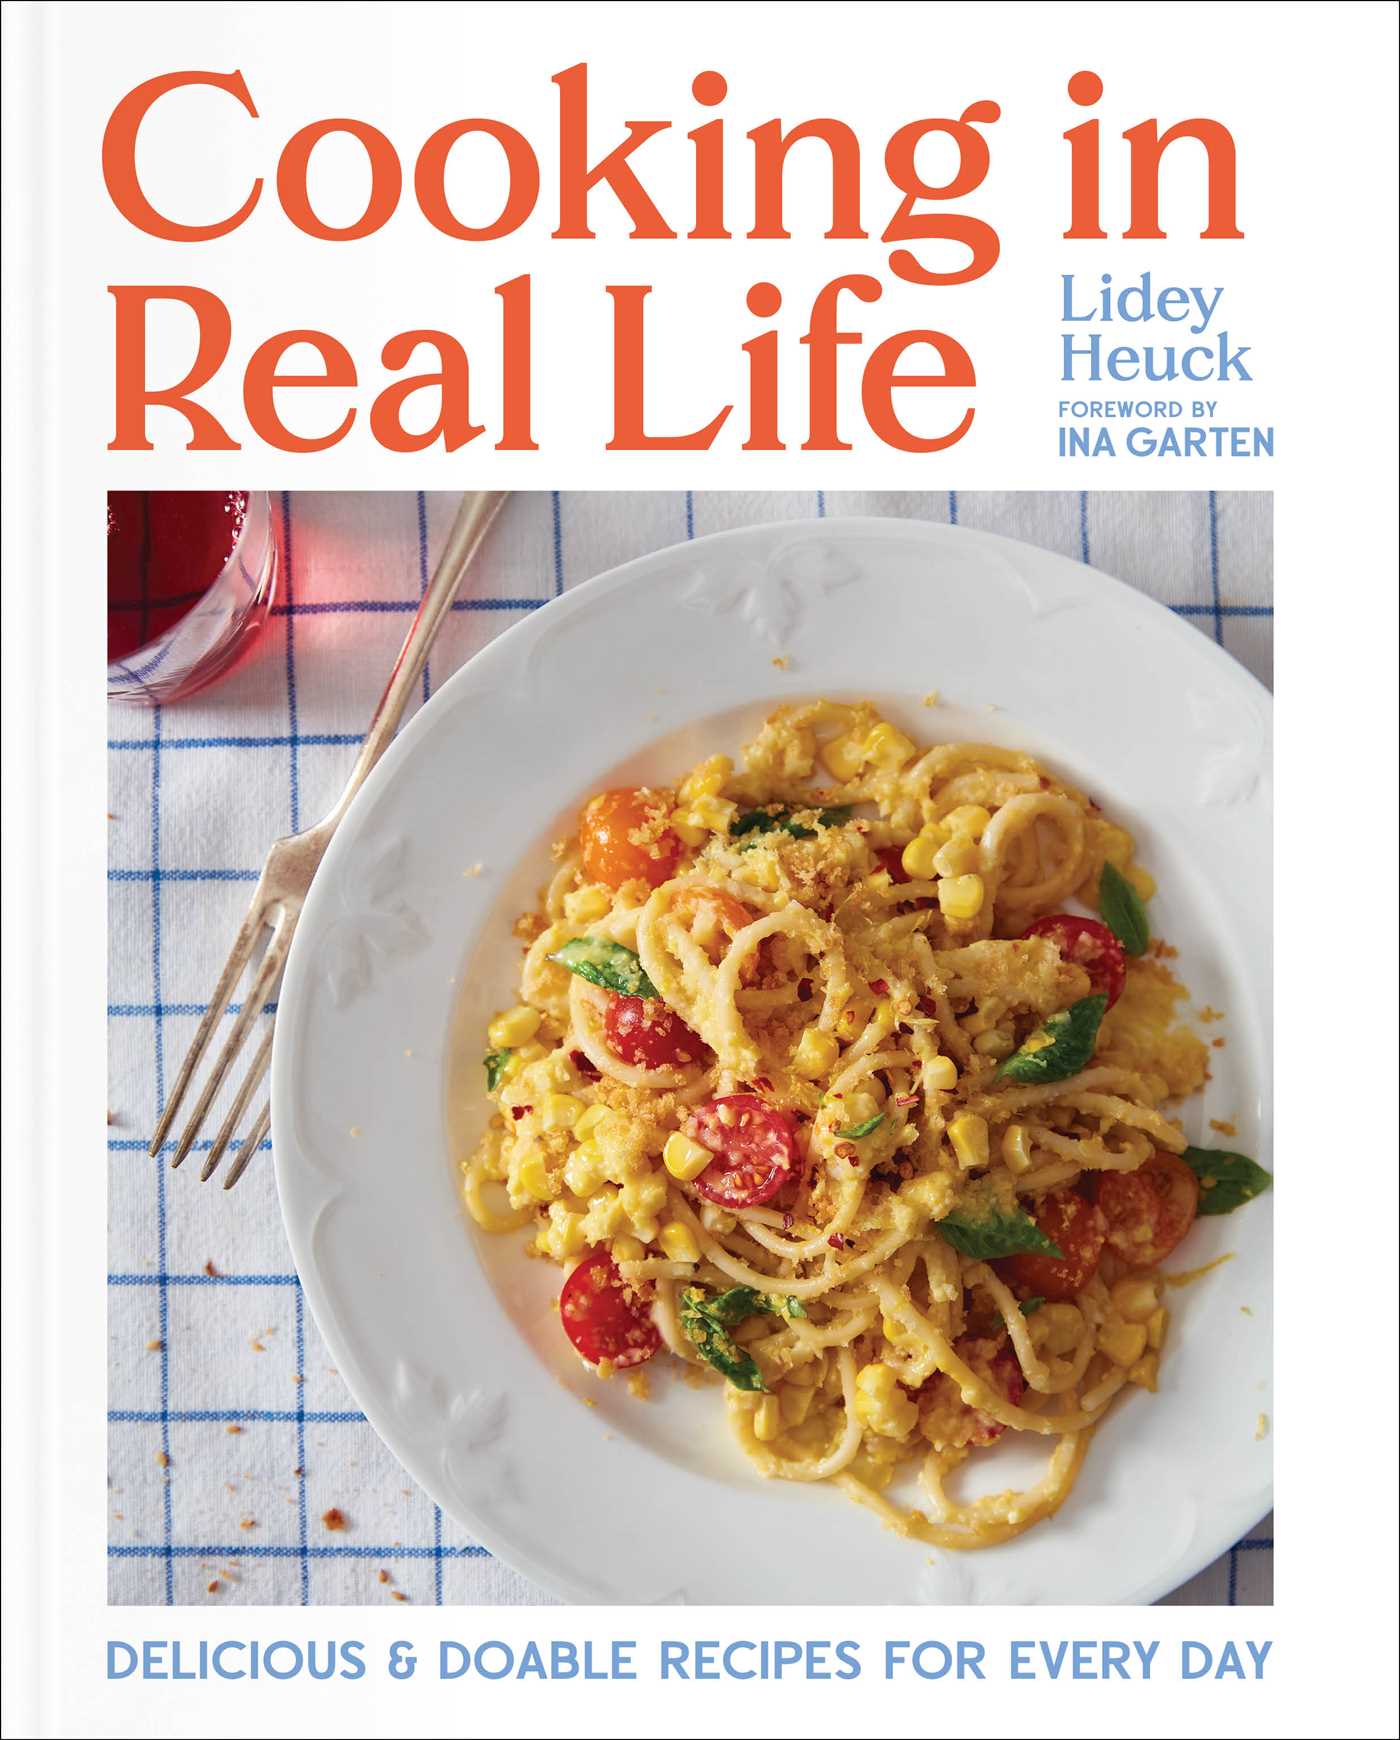 Cooking in
Real Life
Lidey
Heuck
FOREWORD BY
INA GARTEN
DELICIOUS & DOABLE RECIPES FOR EVERY DAY